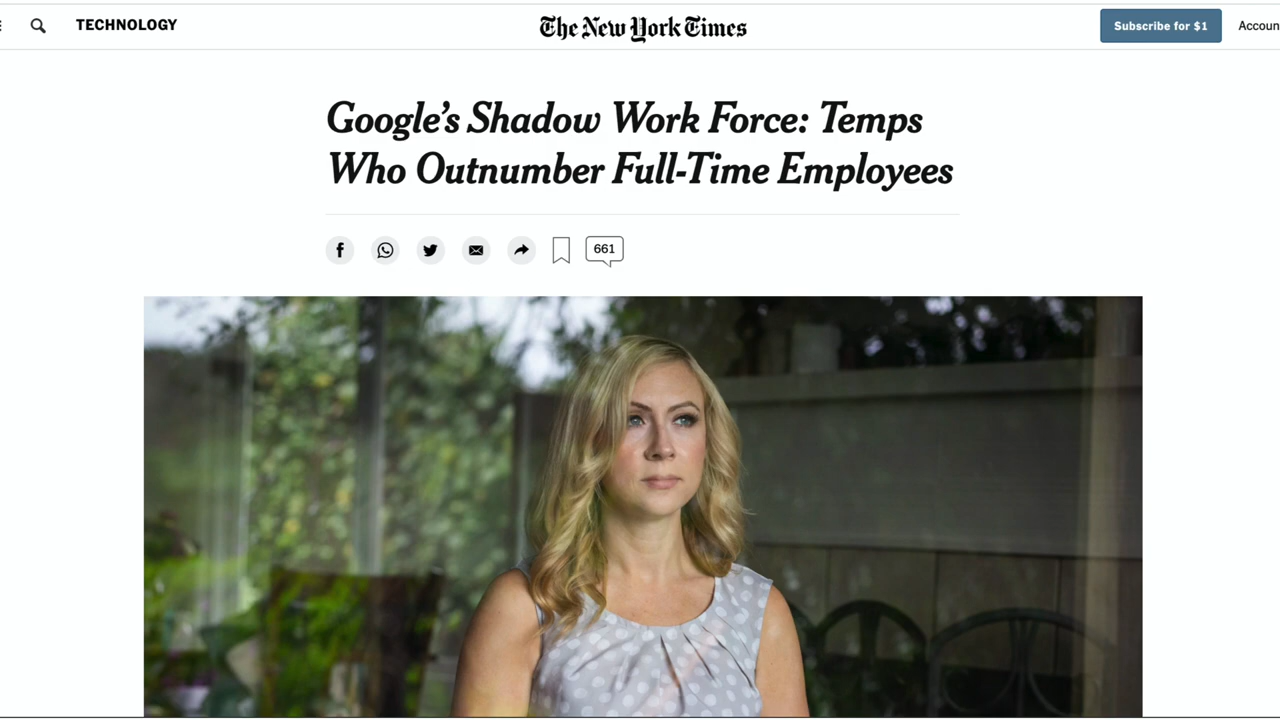 TECHNOLOGY
The New York Times
Subscribe for $1
Accoun
Google's Shadow Work Force: Temps
Who Outnumber Full-Time Employees
661